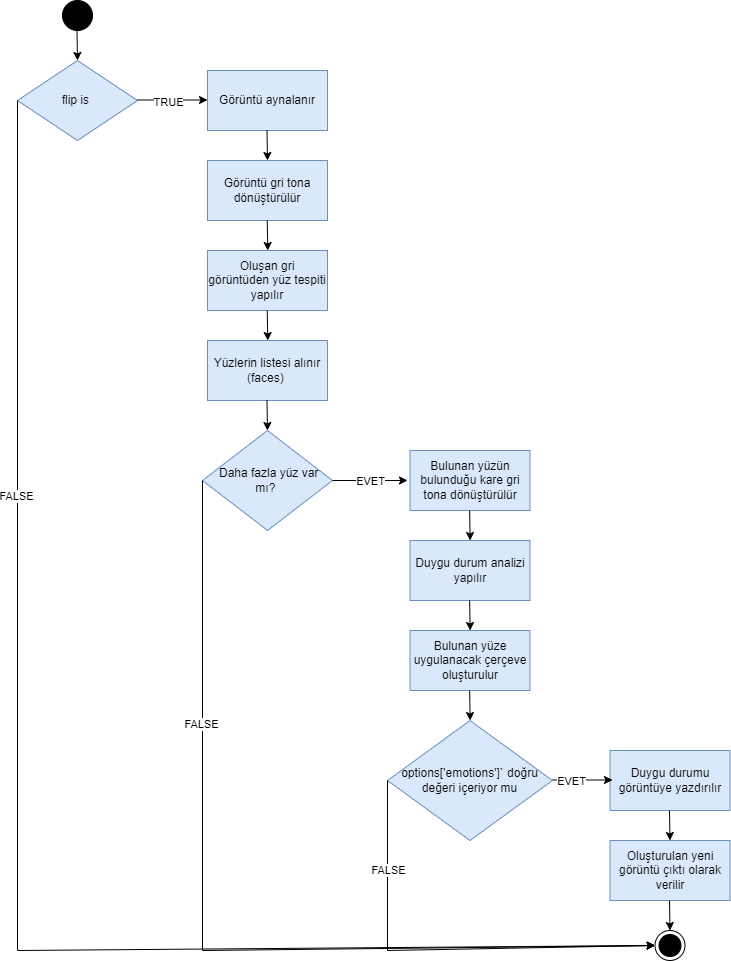 flip is
TRUE
Görüntü aynalanır
Görüntü gri tona
dönüştürülür
Oluşan gri
görüntüden yüz tespiti
yapılır
Yüzlerin listesi alınır
(faces)
Daha fazla yüz var
mı?
EVET
Bulunan yüzün
bulunduğu kare gri
tona dönüştürülür
FALSE
Duygu durum analizi
yapılır
Bulunan yüze
uygulanacak çerçeve
oluşturulur
FALSE
options['emotions']` doğru
değeri içeriyor mu
EVET
Duygu durumu
görüntüye yazdırılır
FALSE
Oluşturulan yeni
görüntü çıktı olarak
verilir